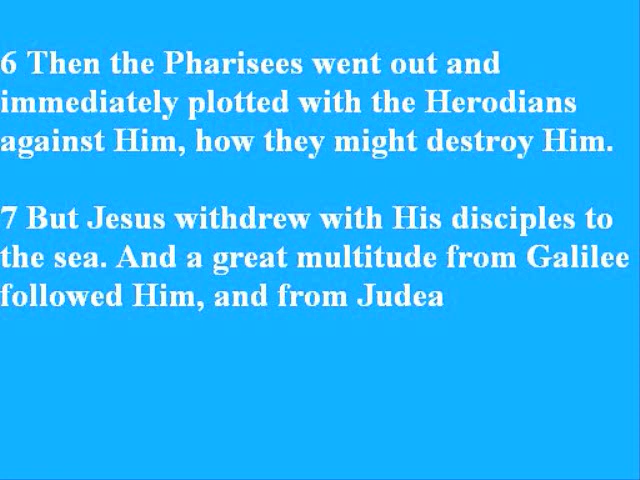 6 Then the Pharisees went out and
immediately plotted with the Herodians
against Him, how they might destroy Him.
7 But Jesus withdrew with His disciples to
the sea. And a great multitude from Galilee
followed Him, and from Judea